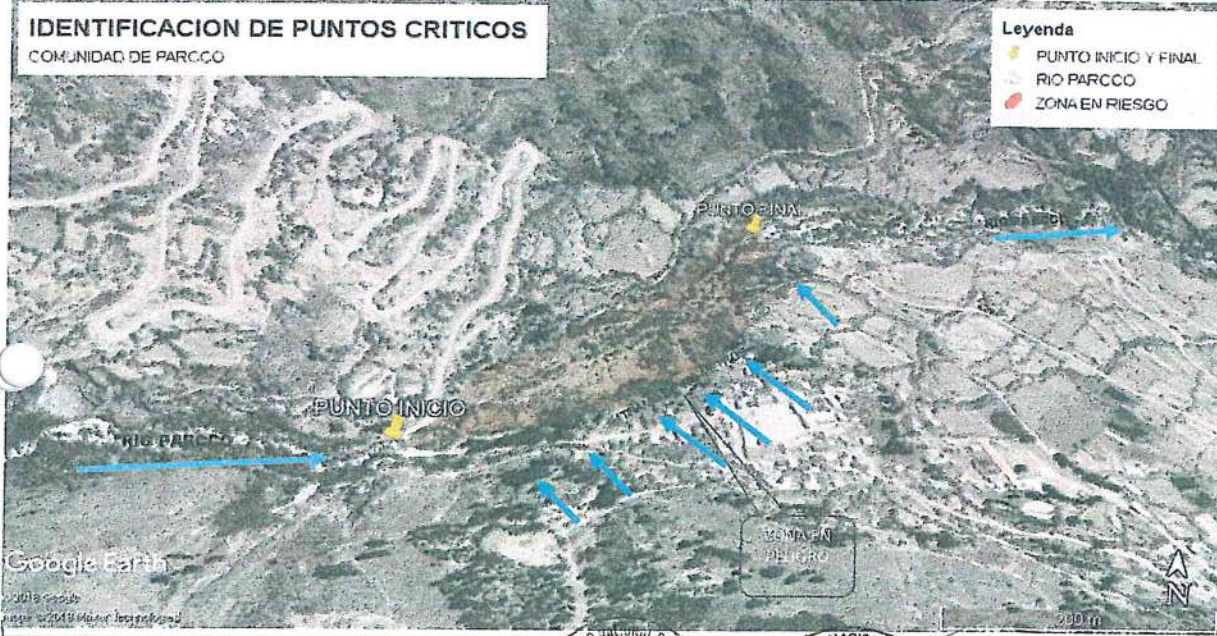 IDENTIFICACION DE PUNTOS CRITICOS
COMUNIDAD DE PARCCO
Leyenda
PUNTO INICIO Y FINAL
RIO PARCCO
ZONA EN RIESGO
PUNTO FINA
PUNTO INICIO
RIO PARCCO
ZONA EN
PELIGRO
Google Earth
N
200 m